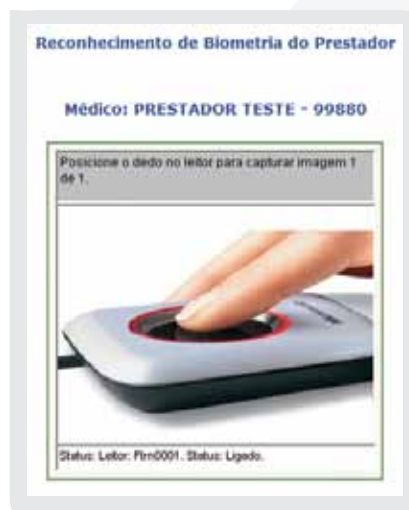 Reconhecimento de Biometria do Prestador
Médico: PRESTADOR TESTE - 99880
Posicione o dedo no leitor para capturar imagem 1
de 1.
Status: Leitor: Firn0001. Status: Ligado.